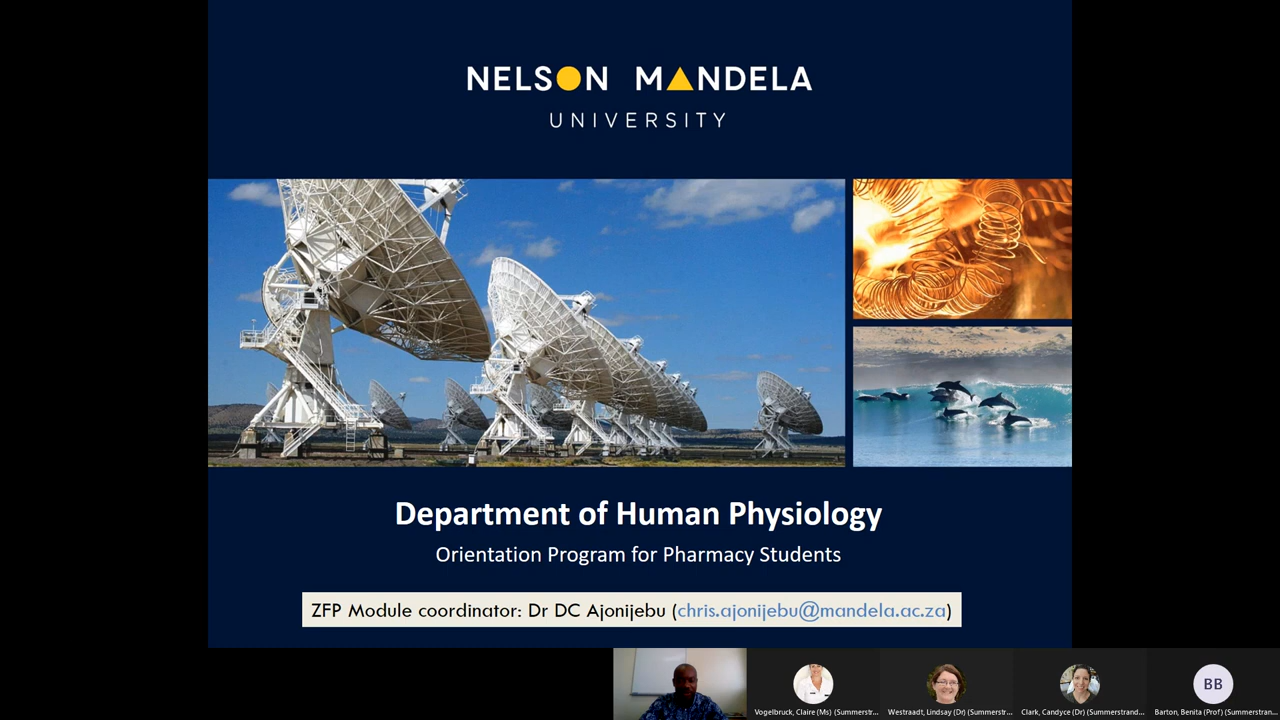 NELSON MANDELA
UNIVERSITY
Department of Human Physiology
Orientation Program for Pharmacy Students
ZFP Module coordinator: Dr DC Ajonijebu (chris.ajonijebu@mandela.ac.za)
Vogelbruck, Claire (Ms) (Summerstr...
Westraadt, Lindsay (Dr) (Summerstr...
Clark, Candyce (Dr) (Summerstrand...
BB
Barton, Benita (Prof) (Summerstran...